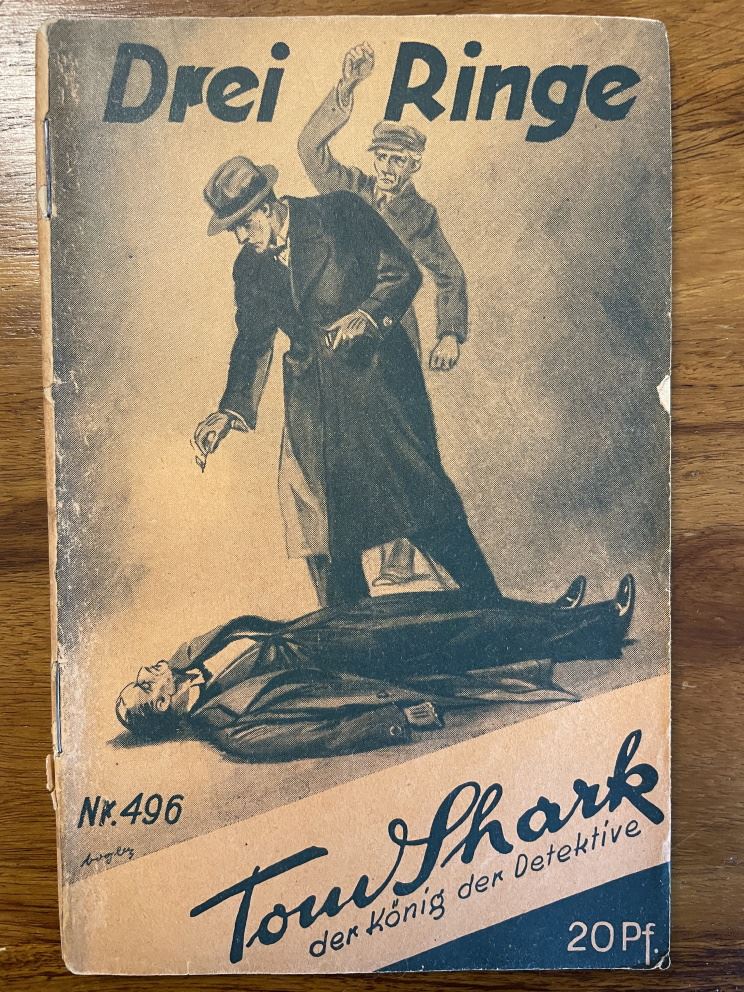 Drei Ringe
Nr. 496
Tom Shark
der König der Detektive
20 Pf.